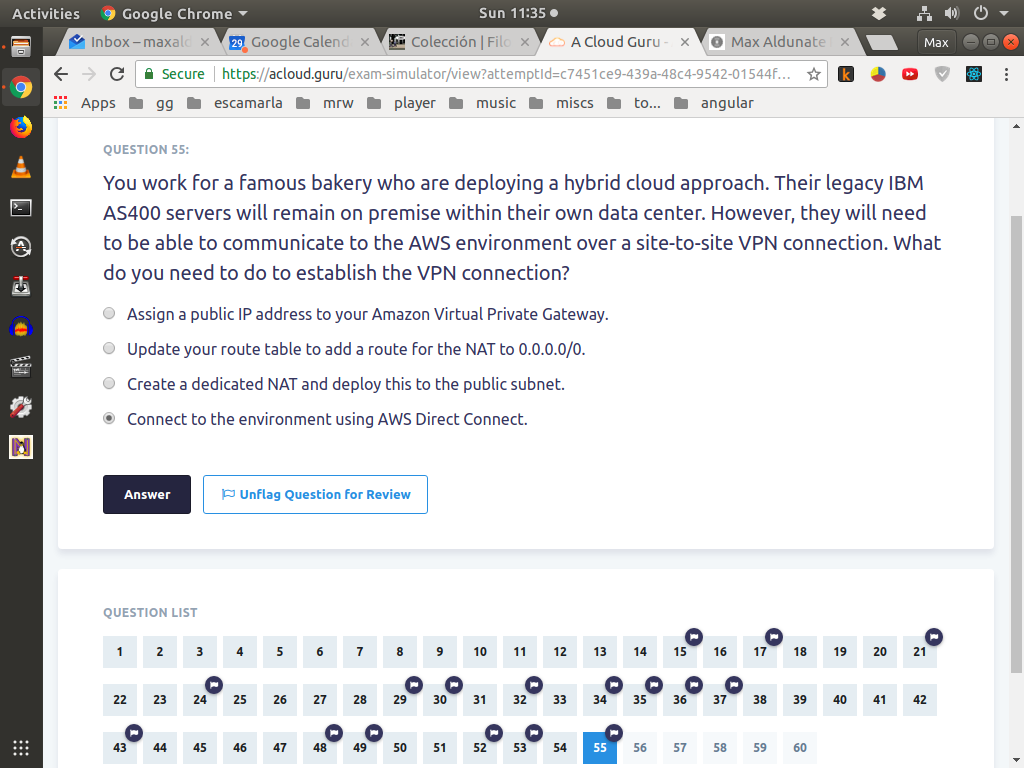 Activities Google Chrome Sun 11:35
Inbox – maxald Google Calend Colección | Filo A Cloud Guru - Max Aldunate Max
Secure https://acloud.guru/exam-simulator/view?attemptId=c7451ce9-439a-48c4-9542-01544f...
Apps gg escamarla mrw player music miscs to... angular
QUESTION 55:
You work for a famous bakery who are deploying a hybrid cloud approach. Their legacy IBM
AS400 servers will remain on premise within their own data center. However, they will need
to be able to communicate to the AWS environment over a site-to-site VPN connection. What
do you need to do to establish the VPN connection?
Assign a public IP address to your Amazon Virtual Private Gateway.
Update your route table to add a route for the NAT to 0.0.0.0/0.
Create a dedicated NAT and deploy this to the public subnet.
Connect to the environment using AWS Direct Connect.
Answer Unflag Question for Review
QUESTION LIST
1 2 3 4 5 6 7 8 9 10 11 12 13 14 15 16 17 18 19 20 21
22 23 24 25 26 27 28 29 30 31 32 33 34 35 36 37 38 39 40 41 42
43 44 45 46 47 48 49 50 51 52 53 54 55 56 57 58 59 60